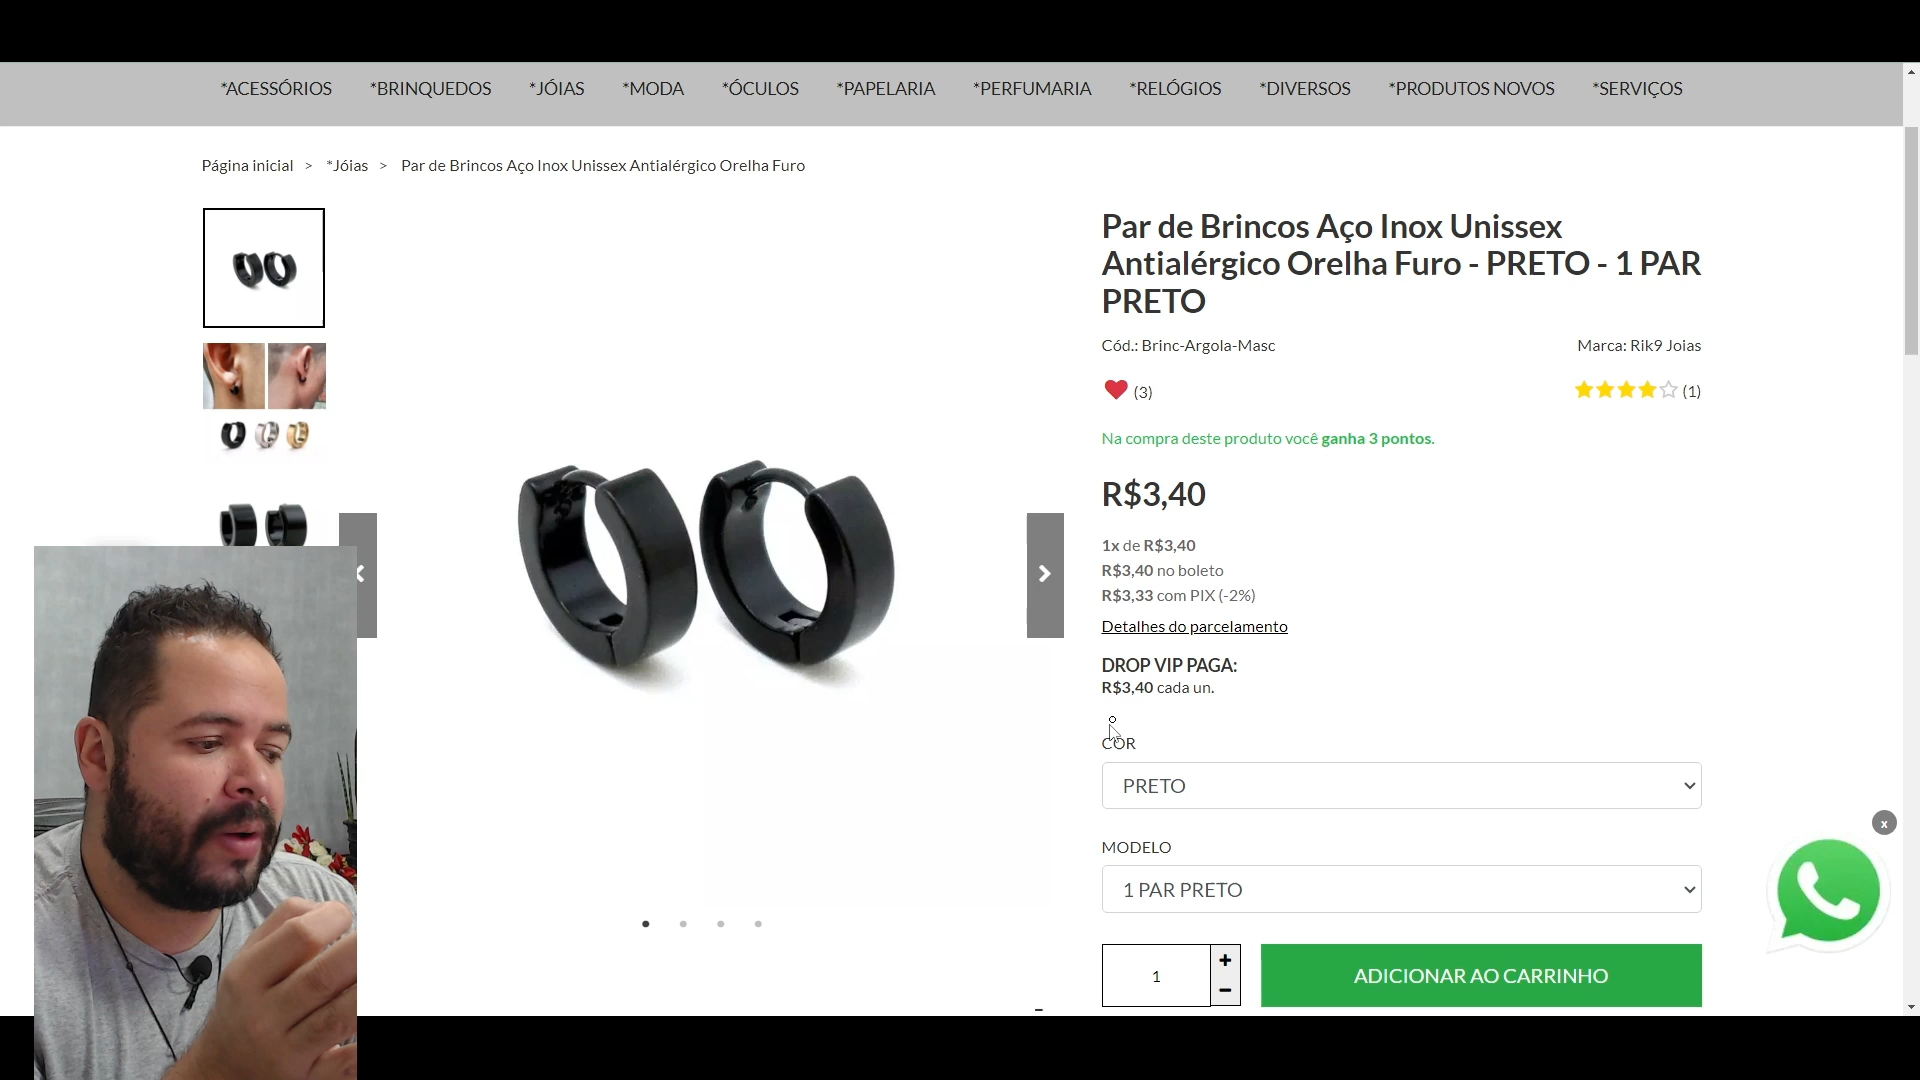 *ACESSÓRIOS *BRINQUEDOS *JÓIAS *MODA *ÓCULOS *PAPELARIA *PERFUMARIA *RELÓGIOS *DIVERSOS *PRODUTOS NOVOS *SERVIÇOS
Página inicial > *Jóias > Par de Brincos Aço Inox Unissex Antialérgico Orelha Furo
Par de Brincos Aço Inox Unissex
Antialérgico Orelha Furo - PRETO - 1 PAR
PRETO
Cód.: Brinc-Argola-Masc Marca: Rik9 Joias
(3) (1)
Na compra deste produto você ganha 3 pontos.
R$3,40
1x de R$3,40
R$3,40 no boleto
R$3,33 com PIX (-2%)
Detalhes do parcelamento
DROP VIP PAGA:
R$3,40 cada un.
COR
PRETO
x
MODELO
1 PAR PRETO
1 + −
ADICIONAR AO CARRINHO